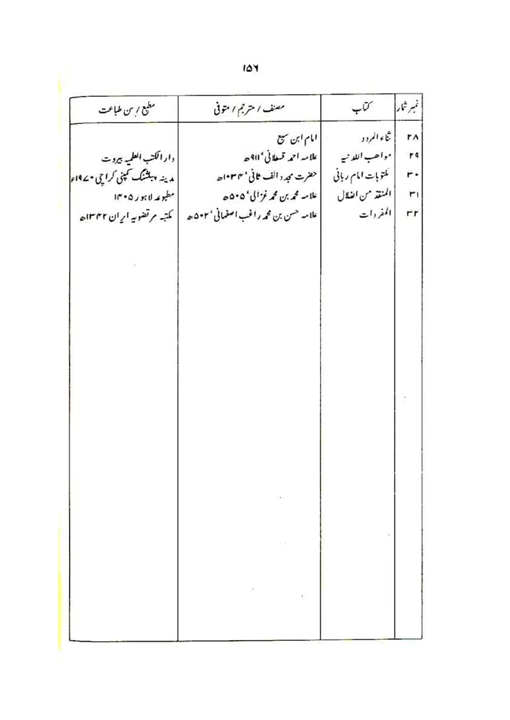 ۱۵۶
نمبر شمار کتاب مصنف / مترجم / متوفی مطبع / سن طباعت
۲۸ ثناء المردد امام ابن سبع
۲۹ مواهب اللدنیہ علامہ احمد قسطلانی ' ۹۱۱ھ دار الکتب العلمیہ بیروت
۳۰ مکتوبات امام ربانی حضرت مجدد الف ثانی ' ۱۰۳۴ھ مدینہ پبلشنگ کمپنی کراچی ۱۹۷۰ء
۳۱ المنقذ من الضلال علامہ محمد بن محمد غزالی ' ۵۰۵ھ مطبوعہ لاہور ۱۴۰۵
۳۲ المفردات علامہ حسن بن محمد راغب اصفہانی ' ۵۰۲ھ مکتبہ مرتضویہ ایران ۱۳۴۲ھ